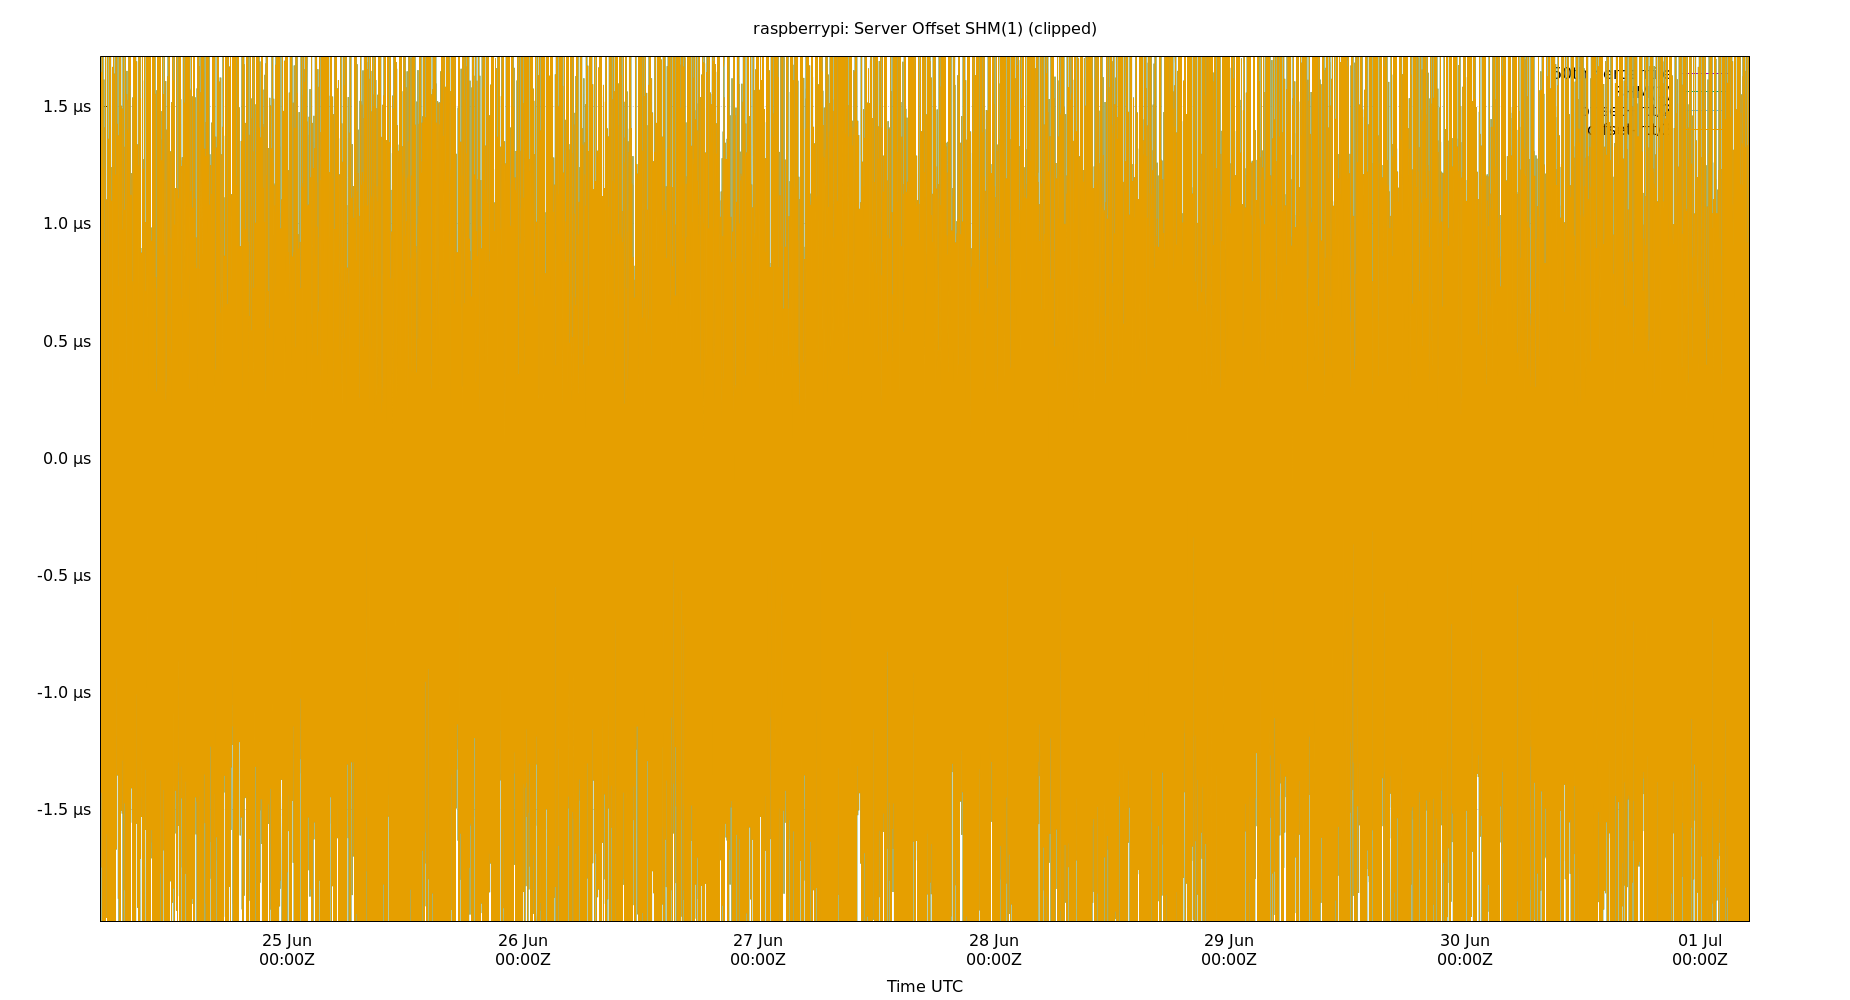 raspberrypi: Server Offset SHM(1) (clipped)
1.5 µs
1.0 µs
0.5 µs
0.0 µs
-0.5 µs
-1.0 µs
-1.5 µs
25 Jun 26 Jun 27 Jun 28 Jun 29 Jun 30 Jun 01 Jul
00:00Z 00:00Z 00:00Z 00:00Z 00:00Z 00:00Z 00:00Z
Time UTC